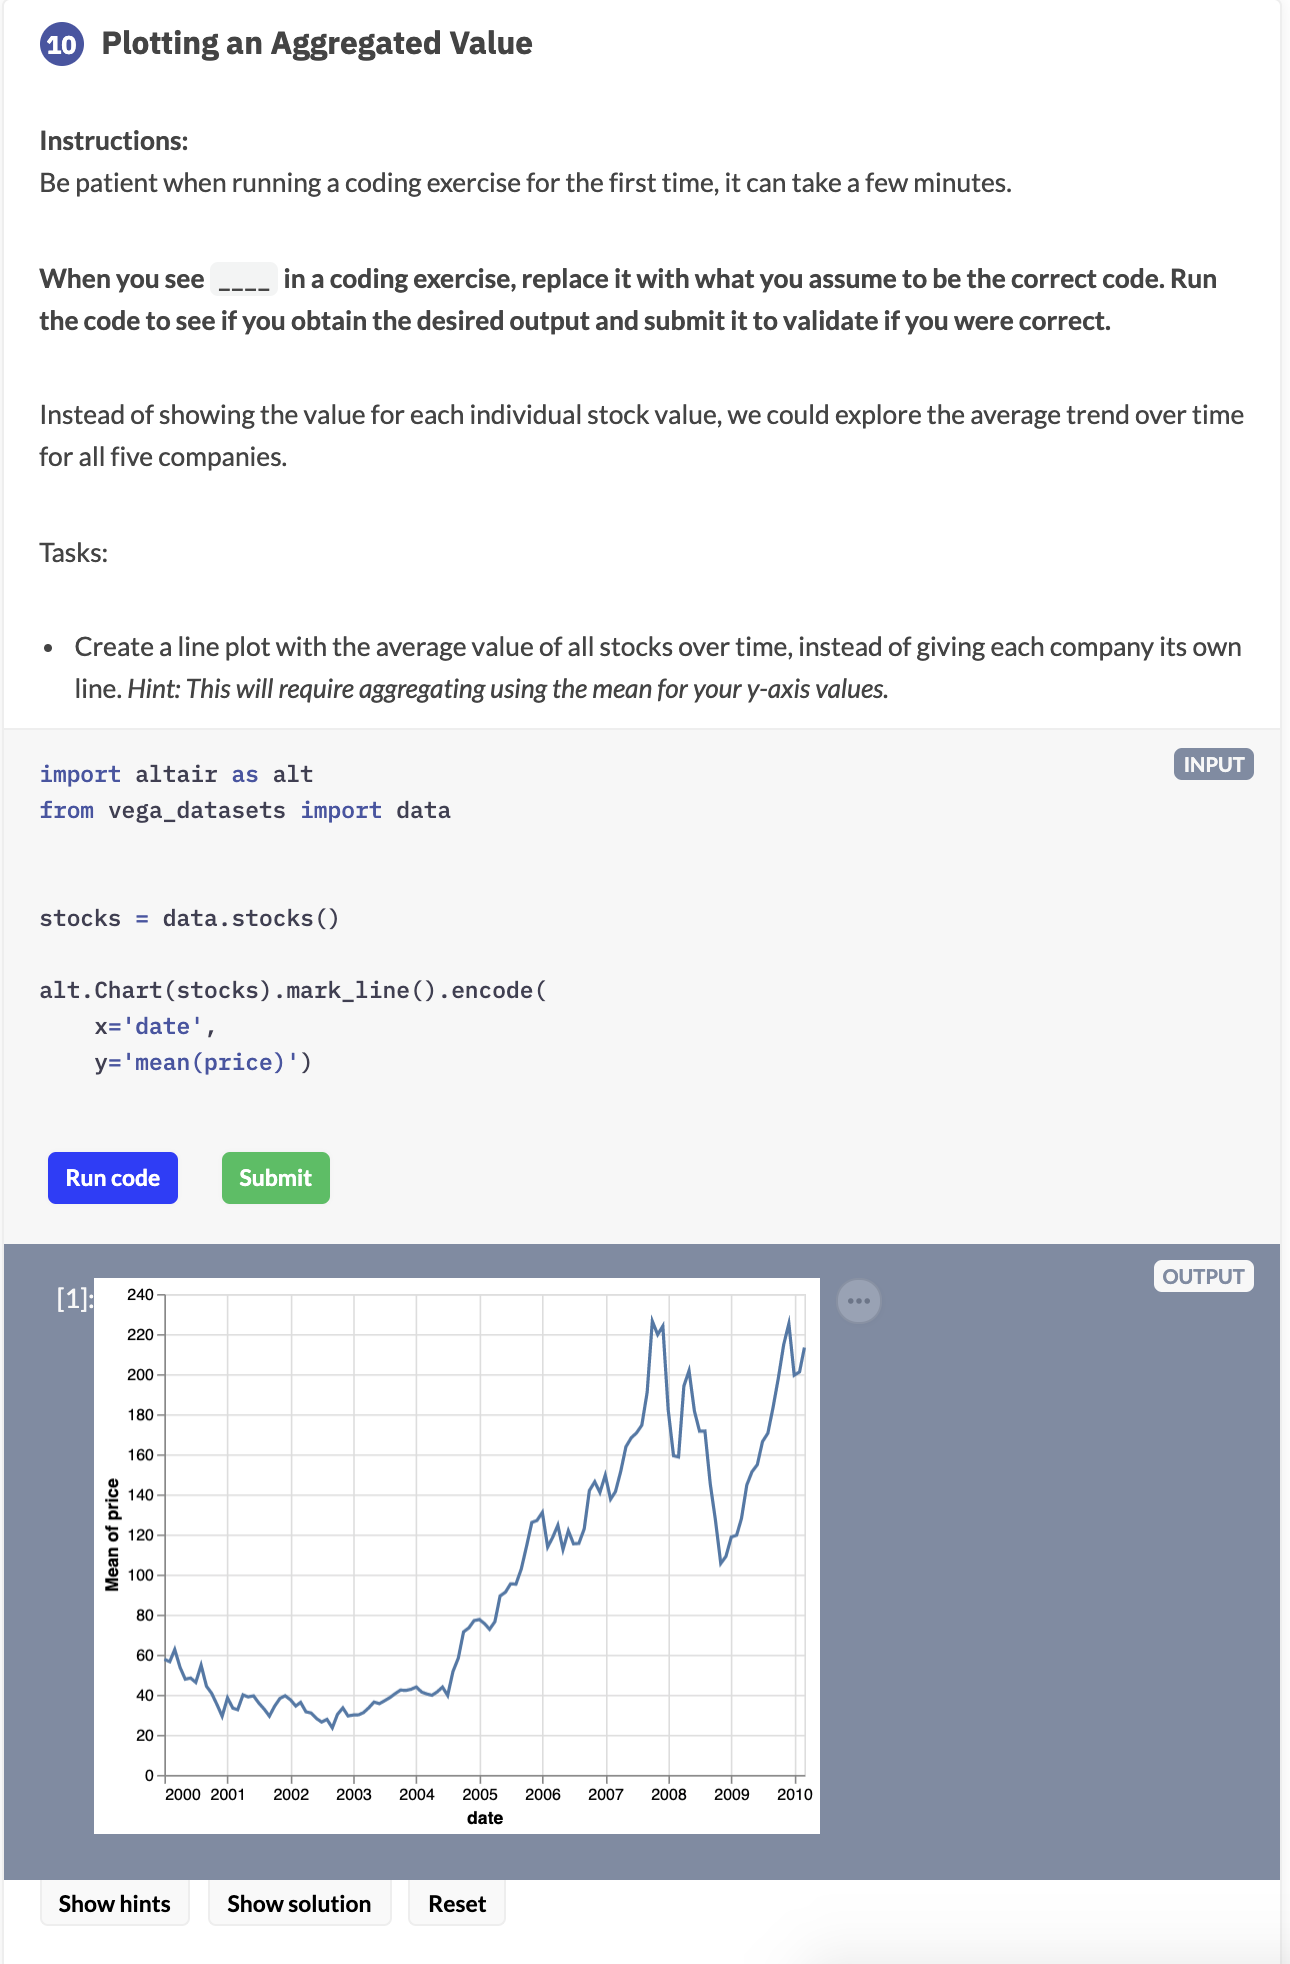 10 Plotting an Aggregated Value
Instructions:
Be patient when running a coding exercise for the first time, it can take a few minutes.
When you see ____ in a coding exercise, replace it with what you assume to be the correct code. Run
the code to see if you obtain the desired output and submit it to validate if you were correct.
Instead of showing the value for each individual stock value, we could explore the average trend over time
for all five companies.
Tasks:
• Create a line plot with the average value of all stocks over time, instead of giving each company its own
line. Hint: This will require aggregating using the mean for your y-axis values.
INPUT
import altair as alt
from vega_datasets import data
stocks = data.stocks()
alt.Chart(stocks).mark_line().encode(
    x='date',
    y='mean(price)')
Run code Submit
OUTPUT
[1]:
240
220
200
180
160
140
120
100
80
60
40
20
0
Mean of price
2000 2001 2002 2003 2004 2005 2006 2007 2008 2009 2010
date
Show hints Show solution Reset